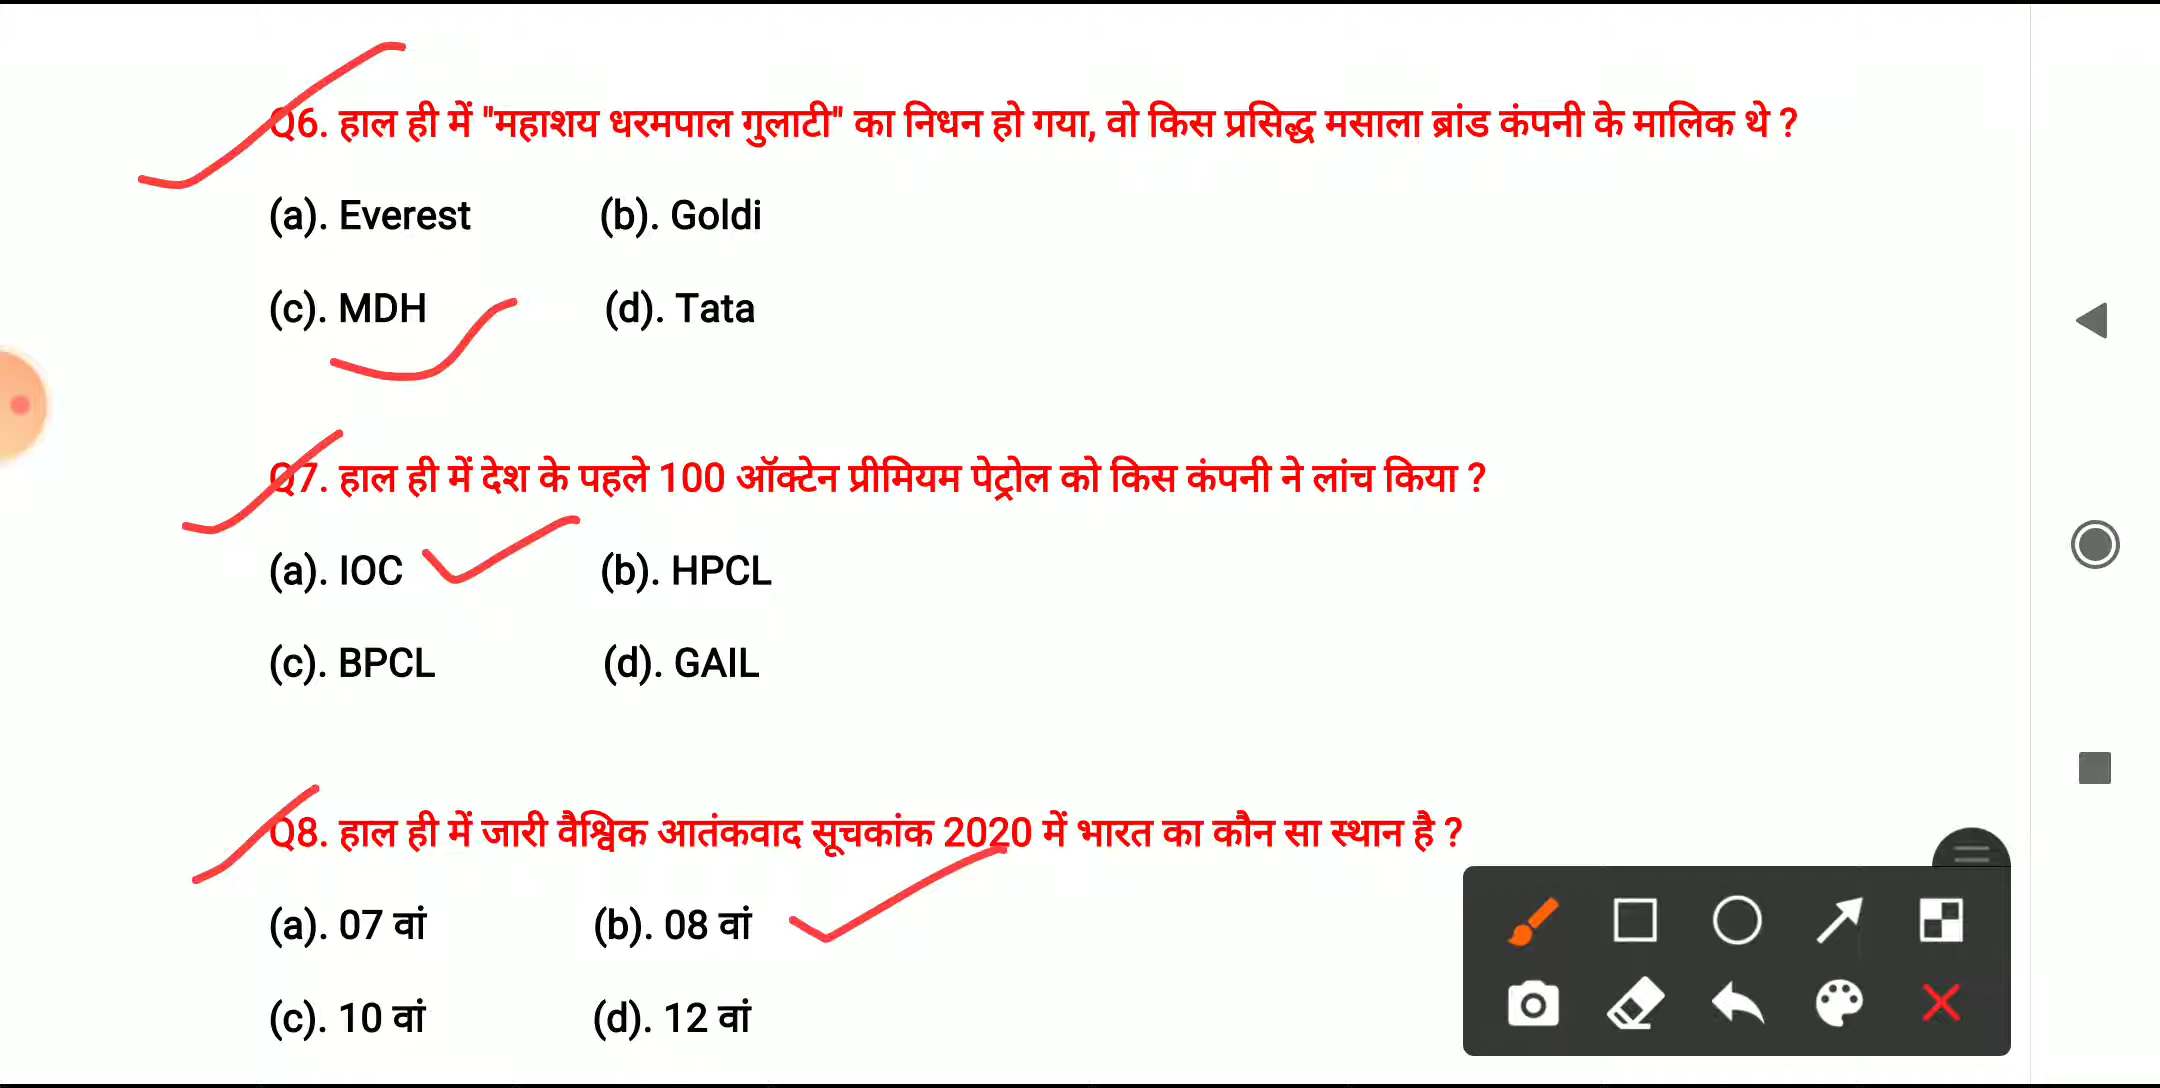 Q6. हाल ही में "महाशय धरमपाल गुलाटी" का निधन हो गया, वो किस प्रसिद्ध मसाला ब्रांड कंपनी के मालिक थे ?
(a). Everest (b). Goldi
(c). MDH (d). Tata
Q7. हाल ही में देश के पहले 100 ऑक्टेन प्रीमियम पेट्रोल को किस कंपनी ने लांच किया ?
(a). IOC (b). HPCL
(c). BPCL (d). GAIL
Q8. हाल ही में जारी वैश्विक आतंकवाद सूचकांक 2020 में भारत का कौन सा स्थान है ?
(a). 07 वां (b). 08 वां
(c). 10 वां (d). 12 वां